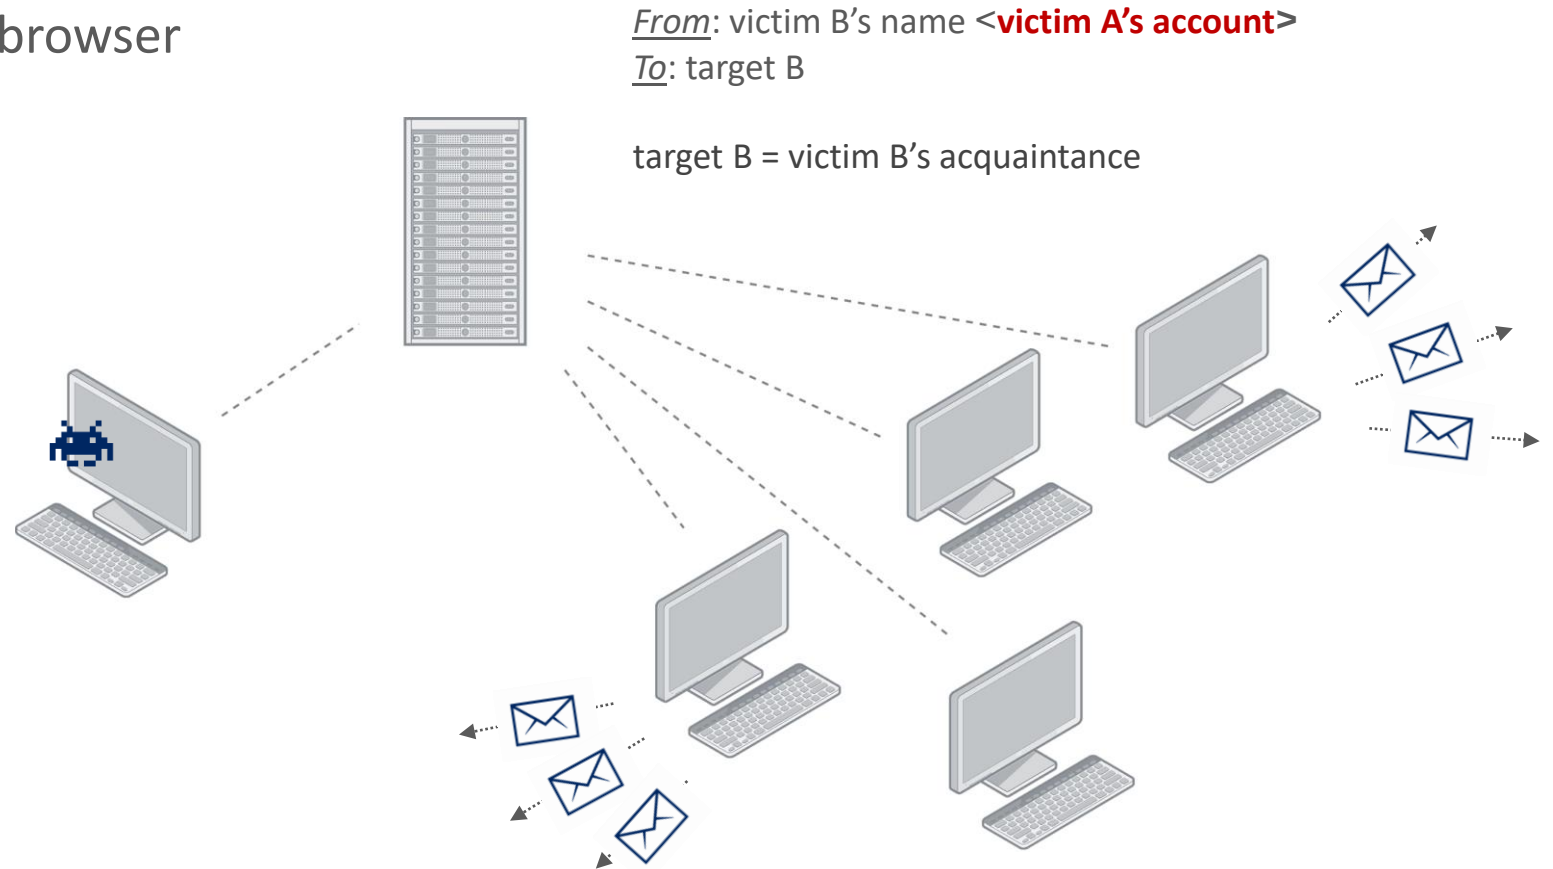 browser
From: victim B’s name <victim A’s account>
To: target B
target B = victim B’s acquaintance